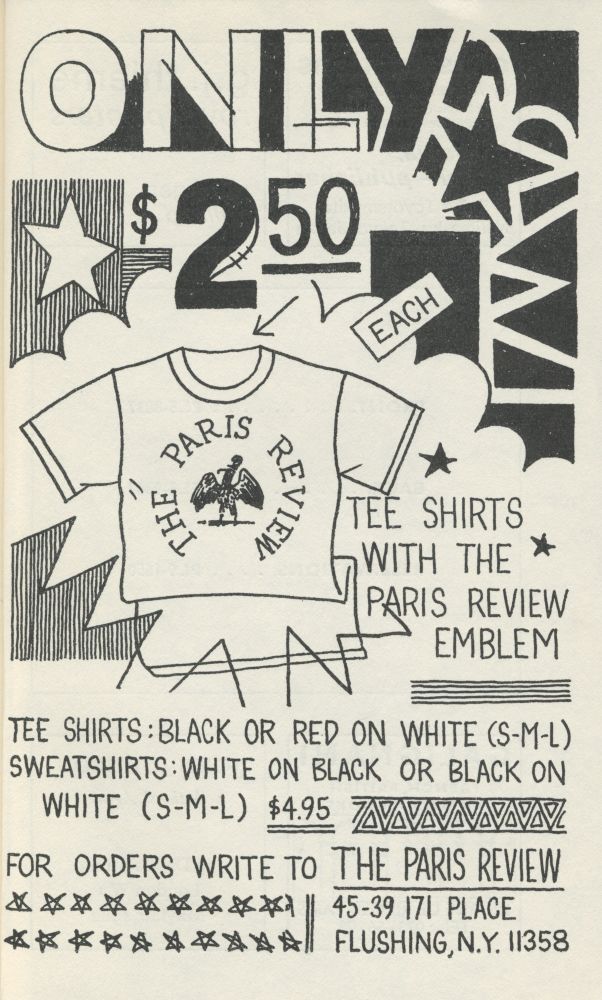 ONLY
$2.50
EACH
THE PARIS REVIEW
TEE SHIRTS
WITH THE
PARIS REVIEW
EMBLEM
TEE SHIRTS: BLACK OR RED ON WHITE (S-M-L)
SWEATSHIRTS: WHITE ON BLACK OR BLACK ON
WHITE (S-M-L) $4.95
FOR ORDERS WRITE TO THE PARIS REVIEW
45-39 171 PLACE
FLUSHING, N.Y. 11358